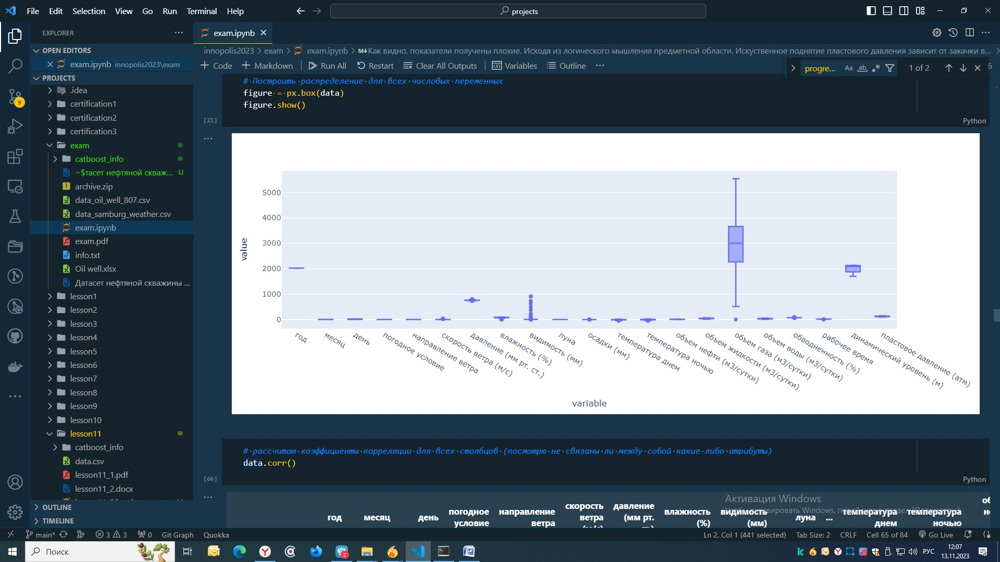 File Edit Selection View Go Run Terminal Help
projects
EXPLORER
exam.ipynb
OPEN EDITORS
exam.ipynb innopolis2023\exam
PROJECTS
.idea
certification1
certification2
certification3
exam
catboost_info
~$тасет нефтяной скваж... U
archive.zip
data_oil_well_807.csv
data_samburg_weather.csv
exam.ipynb
exam.pdf
info.txt
Oil well.xlsx
Датасет нефтяной скважины ...
lesson1
lesson2
lesson3
lesson4
lesson5
lesson6
lesson7
lesson8
lesson9
lesson10
lesson11
catboost_info
data.csv
lesson11_1.pdf
lesson11_2.docx
OUTLINE
TIMELINE
9
innopolis2023 > exam > exam.ipynb > M↓Как видно, показатели получены плохие. Исходя из логического мышления предметной области. Искуственое поднятие пластового давления зависит от закачки в...
+ Code + Markdown Run All Restart Clear All Outputs Variables Outline ...
progre... Aa ab 1 of 2
# Построить распределение для всех числовых переменных
figure = px.box(data)
figure.show()
[21]
Python
value
5000
4000
3000
2000
1000
0
год
месяц
день
погодное условие
направление ветра
скорость ветра (м/с)
давление (мм рт. ст.)
влажность (%)
видимость (мм)
луна
осадки (мм)
температура днем
температура ночью
объем нефти (м3/сутки)
объем жидкости (м3/сутки)
объем газа (м3/сутки)
объем воды (м3/сутки)
обводненность (%)
рабочее время
динамический уровень (м)
пластовое давление (атм)
variable
# рассчитаю коэффициенты корреляции для всех столбцов (посмотрю не связаны ли между собой какие-либо атрибуты)
data.corr()
[66]
Python
Активация Windows
Чтобы активировать Windows, перейдите в раздел "Параметры".
год месяц день погодное условие направление ветра скорость ветра давление (мм рт. влажность (%) видимость (мм) луна ... температура днем температура ночью
main* 3 3 0 Git Graph Quokka
Ln 2, Col 1 (441 selected) Tab Size: 2 CRLF Cell 65 of 84 Go Live
Поиск
2
2
РУС
12:07
13.11.2023